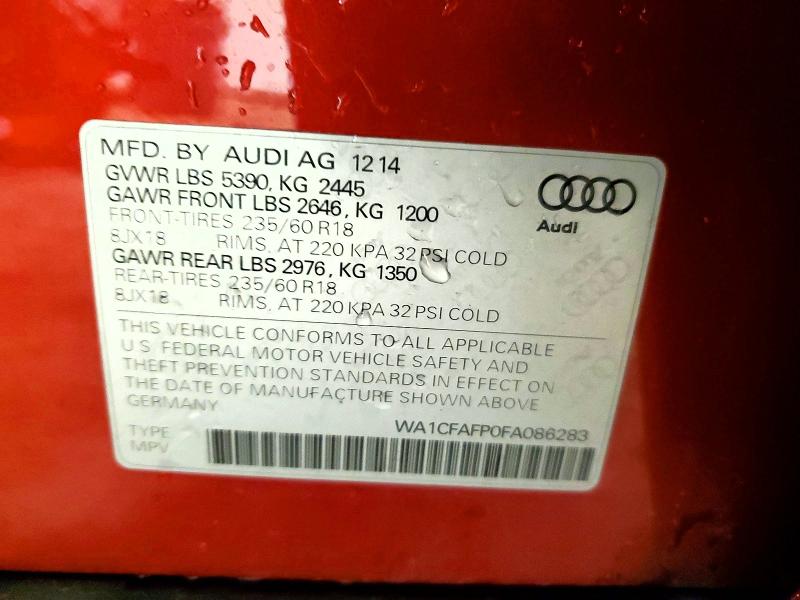 MFD. BY AUDI AG 12 14
GVWR LBS 5390, KG 2445
GAWR FRONT LBS 2646, KG 1200
FRONT-TIRES 235/60 R18
8JX18 RIMS, AT 220 KPA 32 PSI COLD
GAWR REAR LBS 2976, KG 1350
REAR-TIRES 235/60 R18
8JX18 RIMS, AT 220 KPA 32 PSI COLD
Audi
THIS VEHICLE CONFORMS TO ALL APPLICABLE
U.S. FEDERAL MOTOR VEHICLE SAFETY AND
THEFT PREVENTION STANDARDS IN EFFECT ON
THE DATE OF MANUFACTURE SHOWN ABOVE
GERMANY
WA1CFAFP0FA086283
TYPE
MPV